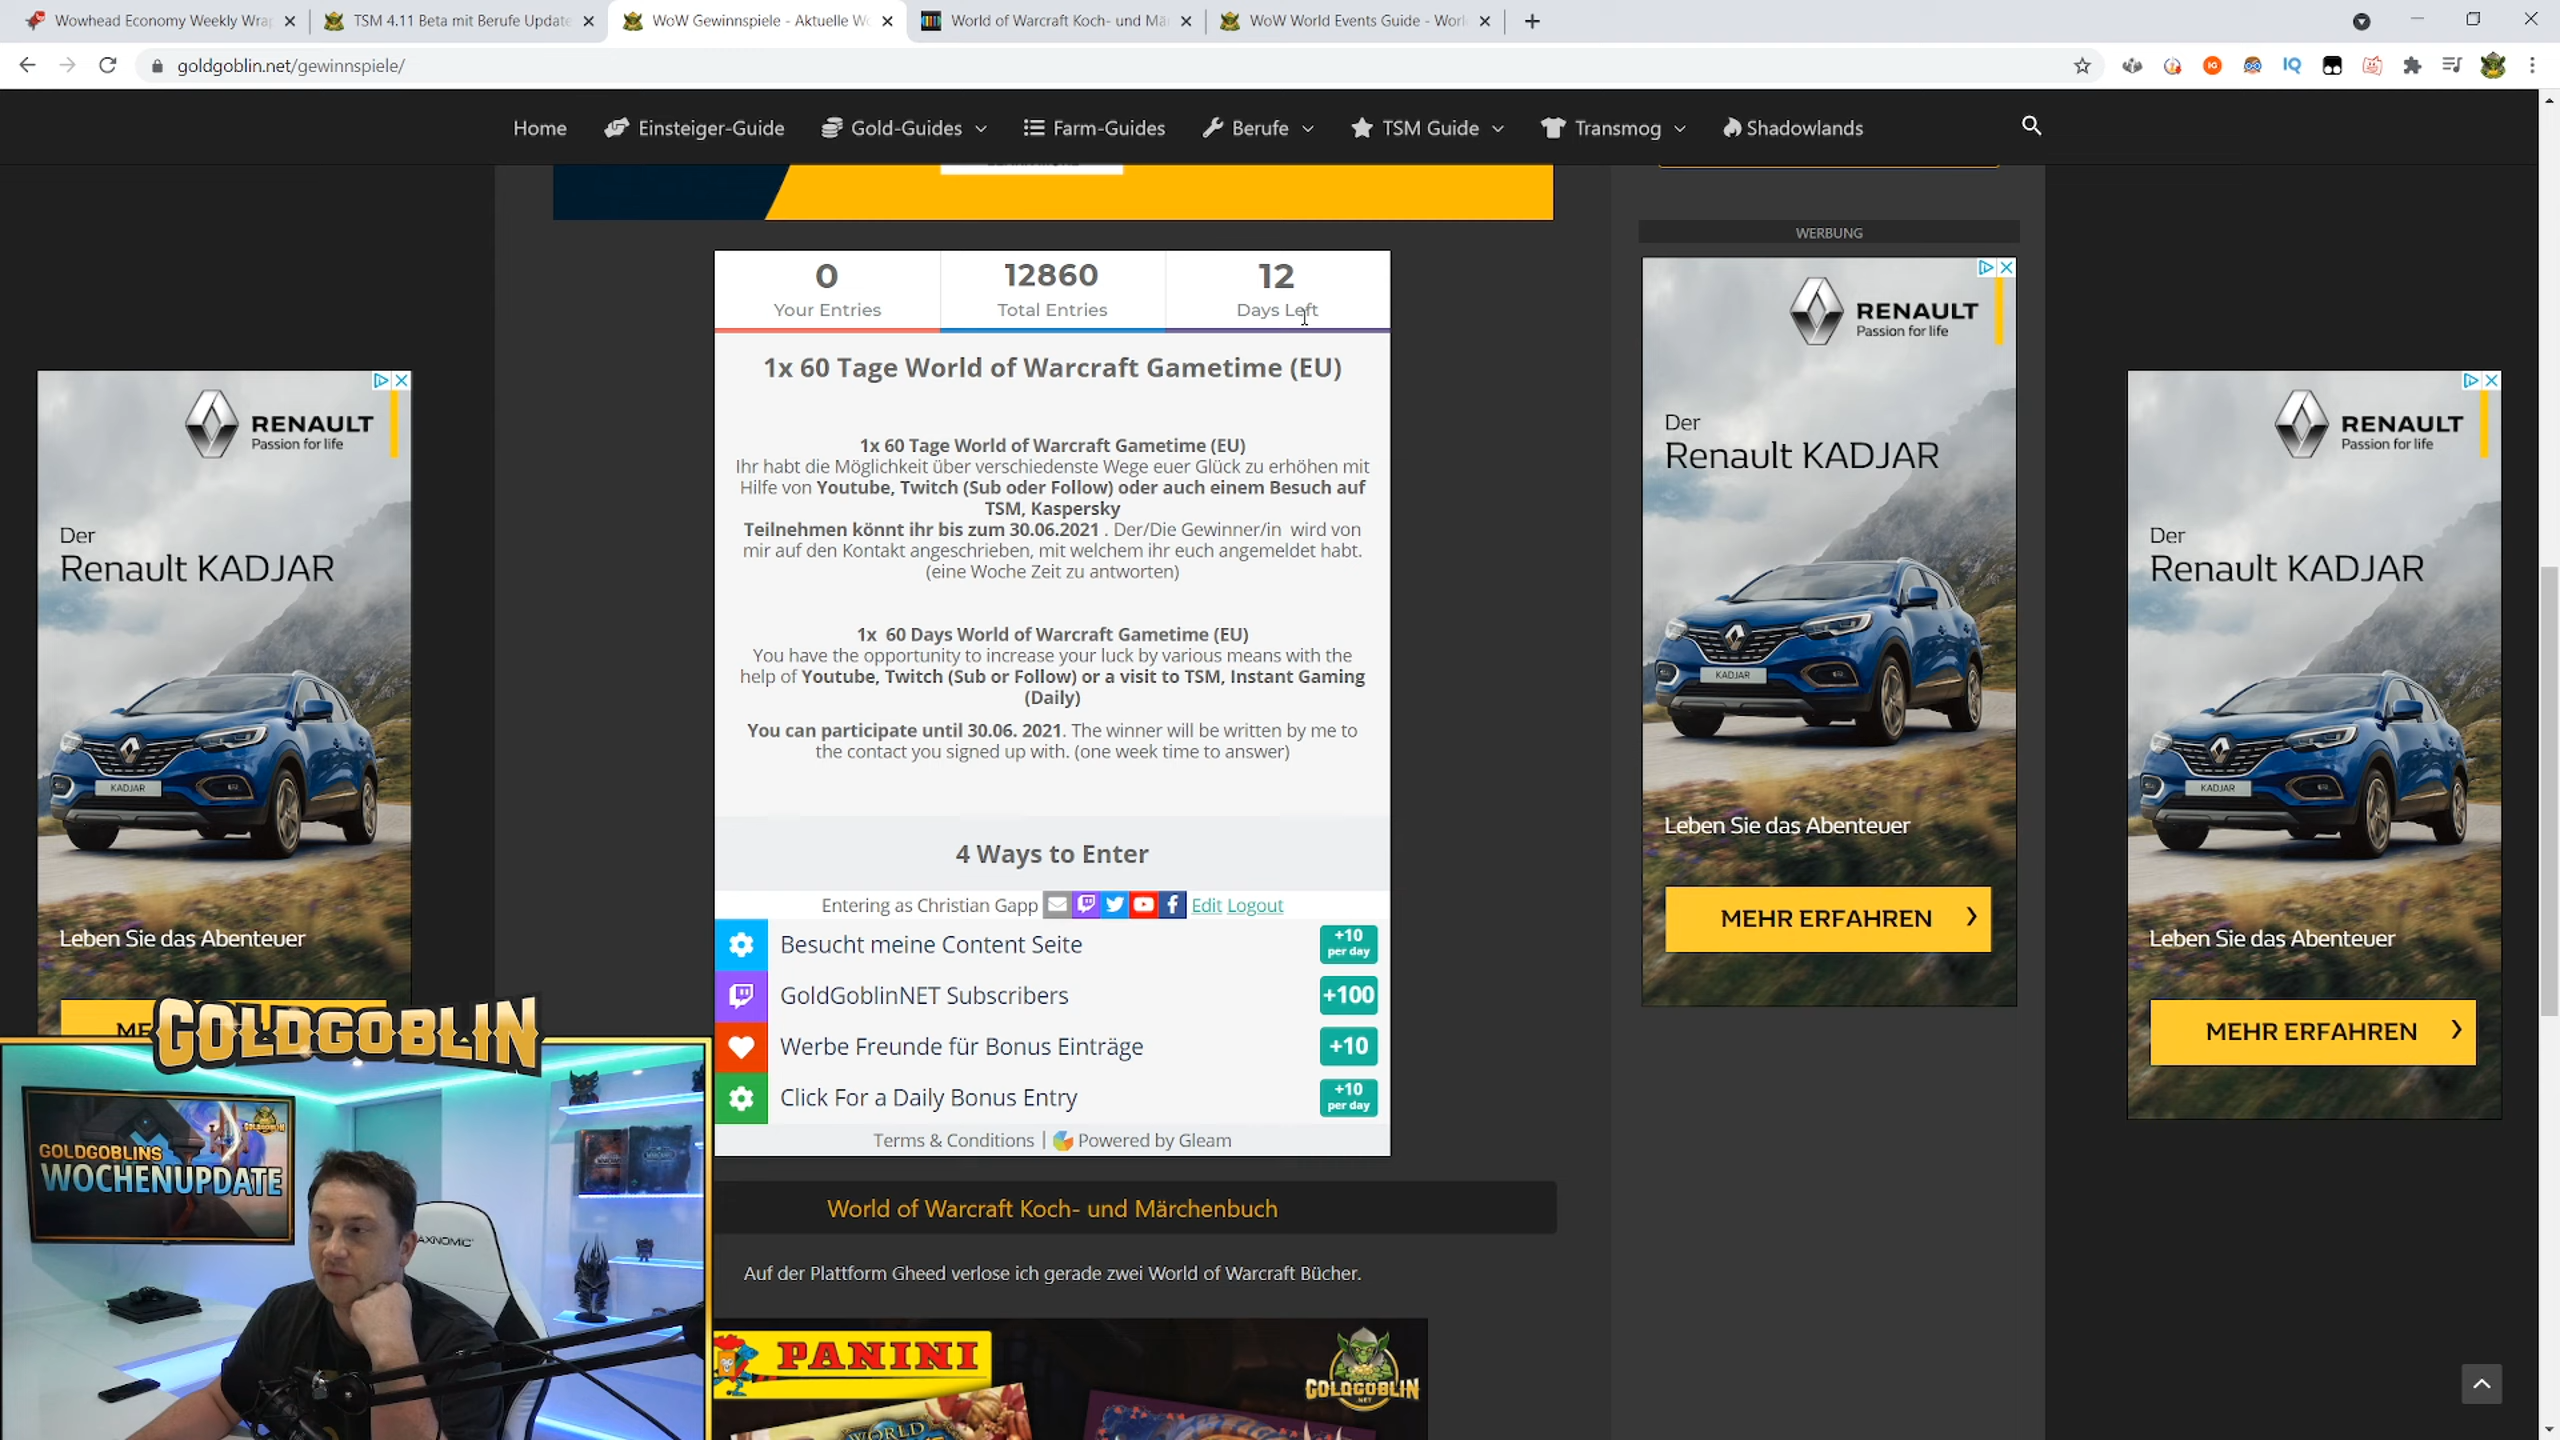 Wowhead Economy Weekly Wra
TSM 4.11 Beta mit Berufe Update
WoW Gewinnspiele - Aktuelle Wo
World of Warcraft Koch- und Mä
WoW World Events Guide - Worl
goldgoblin.net/gewinnspiele/
Home
Einsteiger-Guide
Gold-Guides
Farm-Guides
Berufe
TSM Guide
Transmog
Shadowlands
0
Your Entries
12860
Total Entries
12
Days Left
1x 60 Tage World of Warcraft Gametime (EU)
1x 60 Tage World of Warcraft Gametime (EU)
Ihr habt die Möglichkeit über verschiedenste Wege euer Glück zu erhöhen mit
Hilfe von Youtube, Twitch (Sub oder Follow) oder auch einem Besuch auf
TSM, Kaspersky
Teilnehmen könnt ihr bis zum 30.06.2021 . Der/Die Gewinner/in wird von
mir auf den Kontakt angeschrieben, mit welchem ihr euch angemeldet habt.
(eine Woche Zeit zu antworten)
1x 60 Days World of Warcraft Gametime (EU)
You have the opportunity to increase your luck by various means with the
help of Youtube, Twitch (Sub or Follow) or a visit to TSM, Instant Gaming
(Daily)
You can participate until 30.06. 2021. The winner will be written by me to
the contact you signed up with. (one week time to answer)
4 Ways to Enter
Entering as Christian Gapp Edit Logout
Besucht meine Content Seite +10 per day
GoldGoblinNET Subscribers +100
Werbe Freunde für Bonus Einträge +10
Click For a Daily Bonus Entry +10 per day
Terms & Conditions | Powered by Gleam
World of Warcraft Koch- und Märchenbuch
Auf der Plattform Gheed verlose ich gerade zwei World of Warcraft Bücher.
PANINI
GOLDGOBLIN
NET
WORLD
WERBUNG
RENAULT
Passion for life
Der
Renault KADJAR
KADJAR
Leben Sie das Abenteuer
MEHR ERFAHREN
RENAULT
Passion for life
Der
Renault KADJAR
KADJAR
Leben Sie das Abenteuer
ME
RENAULT
Passion for life
Der
Renault KADJAR
KADJAR
Leben Sie das Abenteuer
MEHR ERFAHREN
GOLDGOBLIN
GOLDGOBLINS
WOCHENUPDATE
AXNOMIC